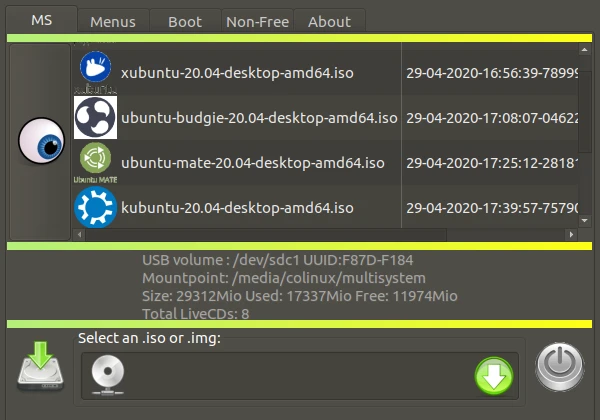 MS Menus Boot Non-Free About
xubuntu
xubuntu-20.04-desktop-amd64.iso 29-04-2020-16:56:39-78999
ubuntu-budgie-20.04-desktop-amd64.iso 29-04-2020-17:08:07-04622
ubuntu-mate-20.04-desktop-amd64.iso 29-04-2020-17:25:12-28181
Ubuntu MATE
kubuntu-20.04-desktop-amd64.iso 29-04-2020-17:39:57-75790
USB volume : /dev/sdc1 UUID:F87D-F184
Mountpoint: /media/colinux/multisystem
Size: 29312Mio Used: 17337Mio Free: 11974Mio
Total LiveCDs: 8
Select an .iso or .img: